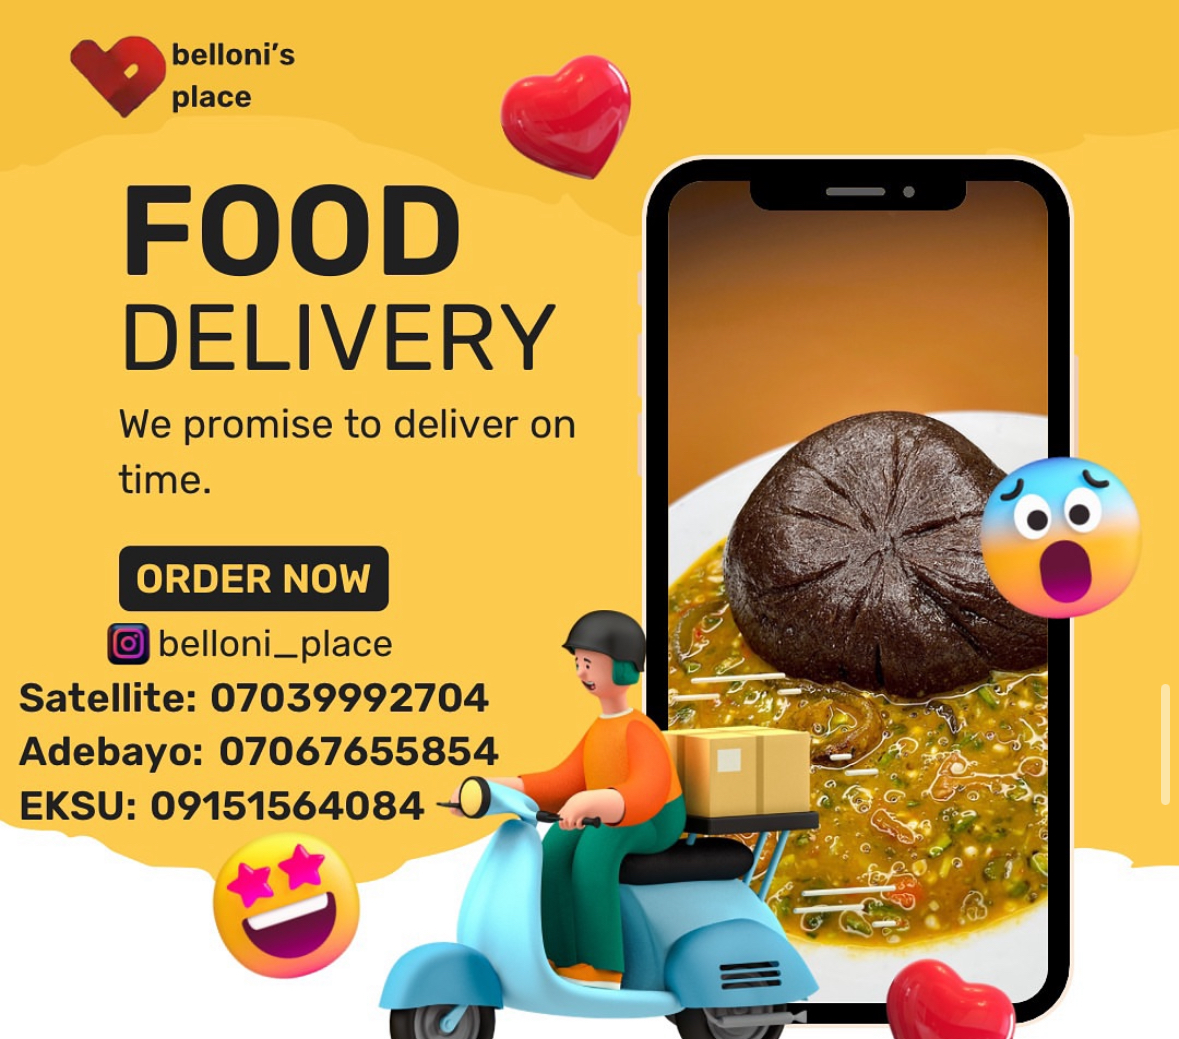 belloni's
place
FOOD
DELIVERY
We promise to deliver on
time.
ORDER NOW
belloni_place
Satellite: 07039992704
Adebayo: 07067655854
EKSU: 09151564084